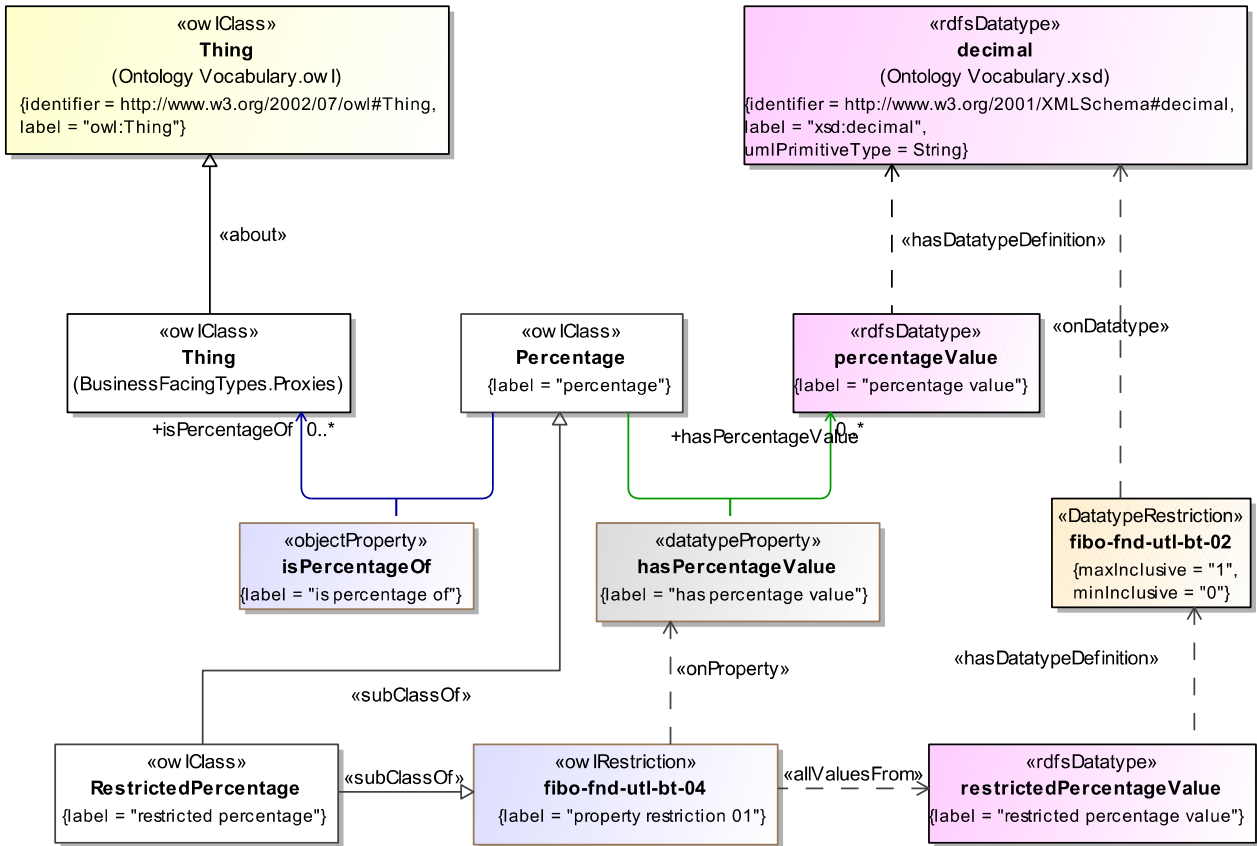 «owlClass»
Thing
(Ontology Vocabulary.owl)
{identifier = http://www.w3.org/2002/07/owl#Thing,
label = "owl:Thing"}
«rdfsDatatype»
decimal
(Ontology Vocabulary.xsd)
{identifier = http://www.w3.org/2001/XMLSchema#decimal,
label = "xsd:decimal",
umlPrimitiveType = String}
«about»
«hasDatatypeDefinition»
«onDatatype»
«owlClass»
Thing
(BusinessFacingTypes.Proxies)
«owlClass»
Percentage
{label = "percentage"}
«rdfsDatatype»
percentageValue
{label = "percentage value"}
+isPercentageOf
0..*
+hasPercentageValue
0..*
«objectProperty»
isPercentageOf
{label = "is percentage of"}
«datatypeProperty»
hasPercentageValue
{label = "has percentage value"}
«DatatypeRestriction»
fibo-fnd-utl-bt-02
{maxInclusive = "1",
minInclusive = "0"}
«subClassOf»
«onProperty»
«hasDatatypeDefinition»
«owlClass»
RestrictedPercentage
{label = "restricted percentage"}
«subClassOf»
«owlRestriction»
fibo-fnd-utl-bt-04
{label = "property restriction 01"}
«allValuesFrom»
«rdfsDatatype»
restrictedPercentageValue
{label = "restricted percentage value"}